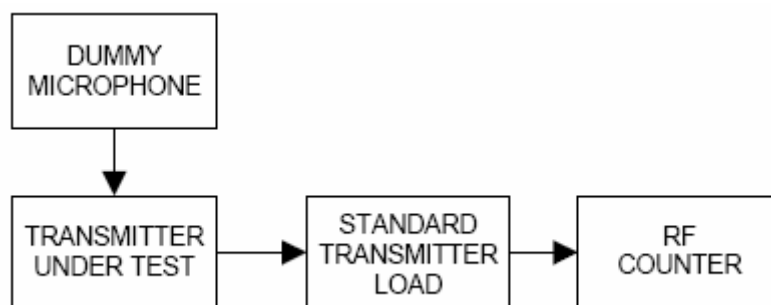 DUMMY
MICROPHONE
TRANSMITTER
UNDER TEST
STANDARD
TRANSMITTER
LOAD
RF
COUNTER